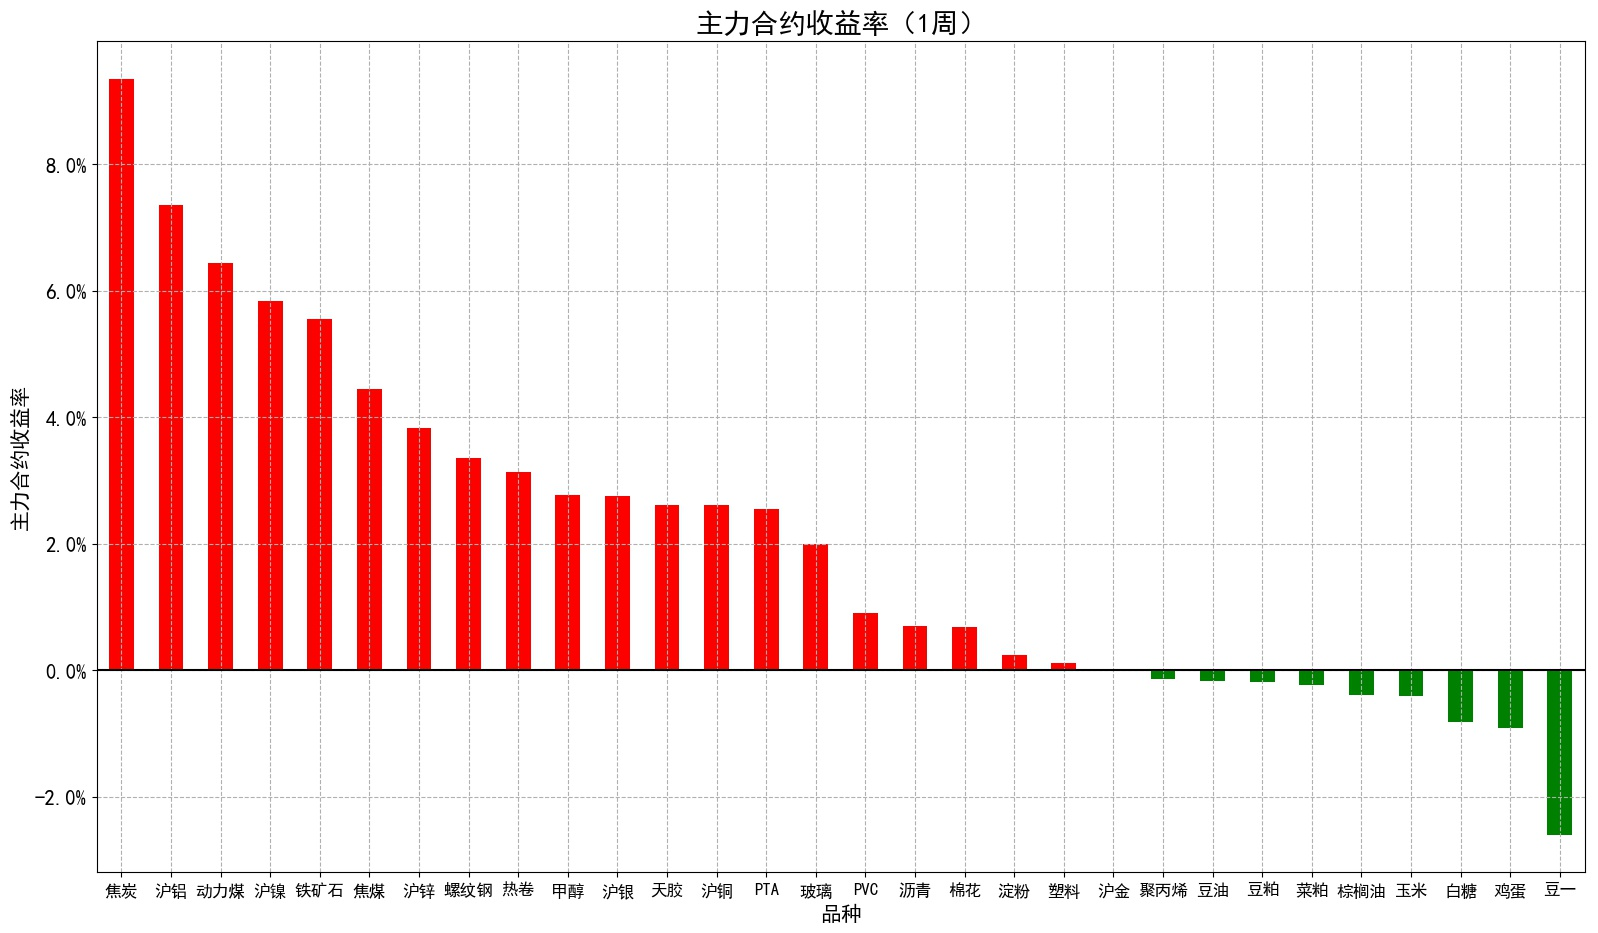 主力合约收益率（1周）
主力合约收益率
8.0%
6.0%
4.0%
2.0%
0.0%
−2.0%
焦炭 沪铝 动力煤 沪镍 铁矿石 焦煤 沪锌 螺纹钢 热卷 甲醇 沪银 天胶 沪铜 PTA 玻璃 PVC 沥青 棉花 淀粉 塑料 沪金 聚丙烯 豆油 豆粕 菜粕 棕榈油 玉米 白糖 鸡蛋 豆一
品种